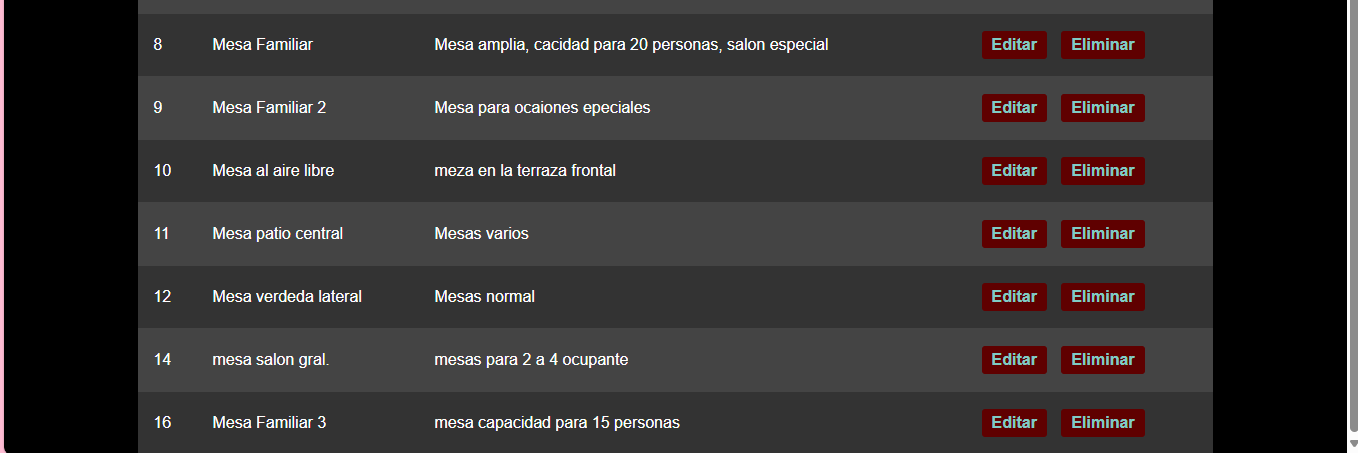 8 Mesa Familiar Mesa amplia, cacidad para 20 personas, salon especial Editar Eliminar
9 Mesa Familiar 2 Mesa para ocaiones epeciales Editar Eliminar
10 Mesa al aire libre meza en la terraza frontal Editar Eliminar
11 Mesa patio central Mesas varios Editar Eliminar
12 Mesa verdeda lateral Mesas normal Editar Eliminar
14 mesa salon gral. mesas para 2 a 4 ocupante Editar Eliminar
16 Mesa Familiar 3 mesa capacidad para 15 personas Editar Eliminar